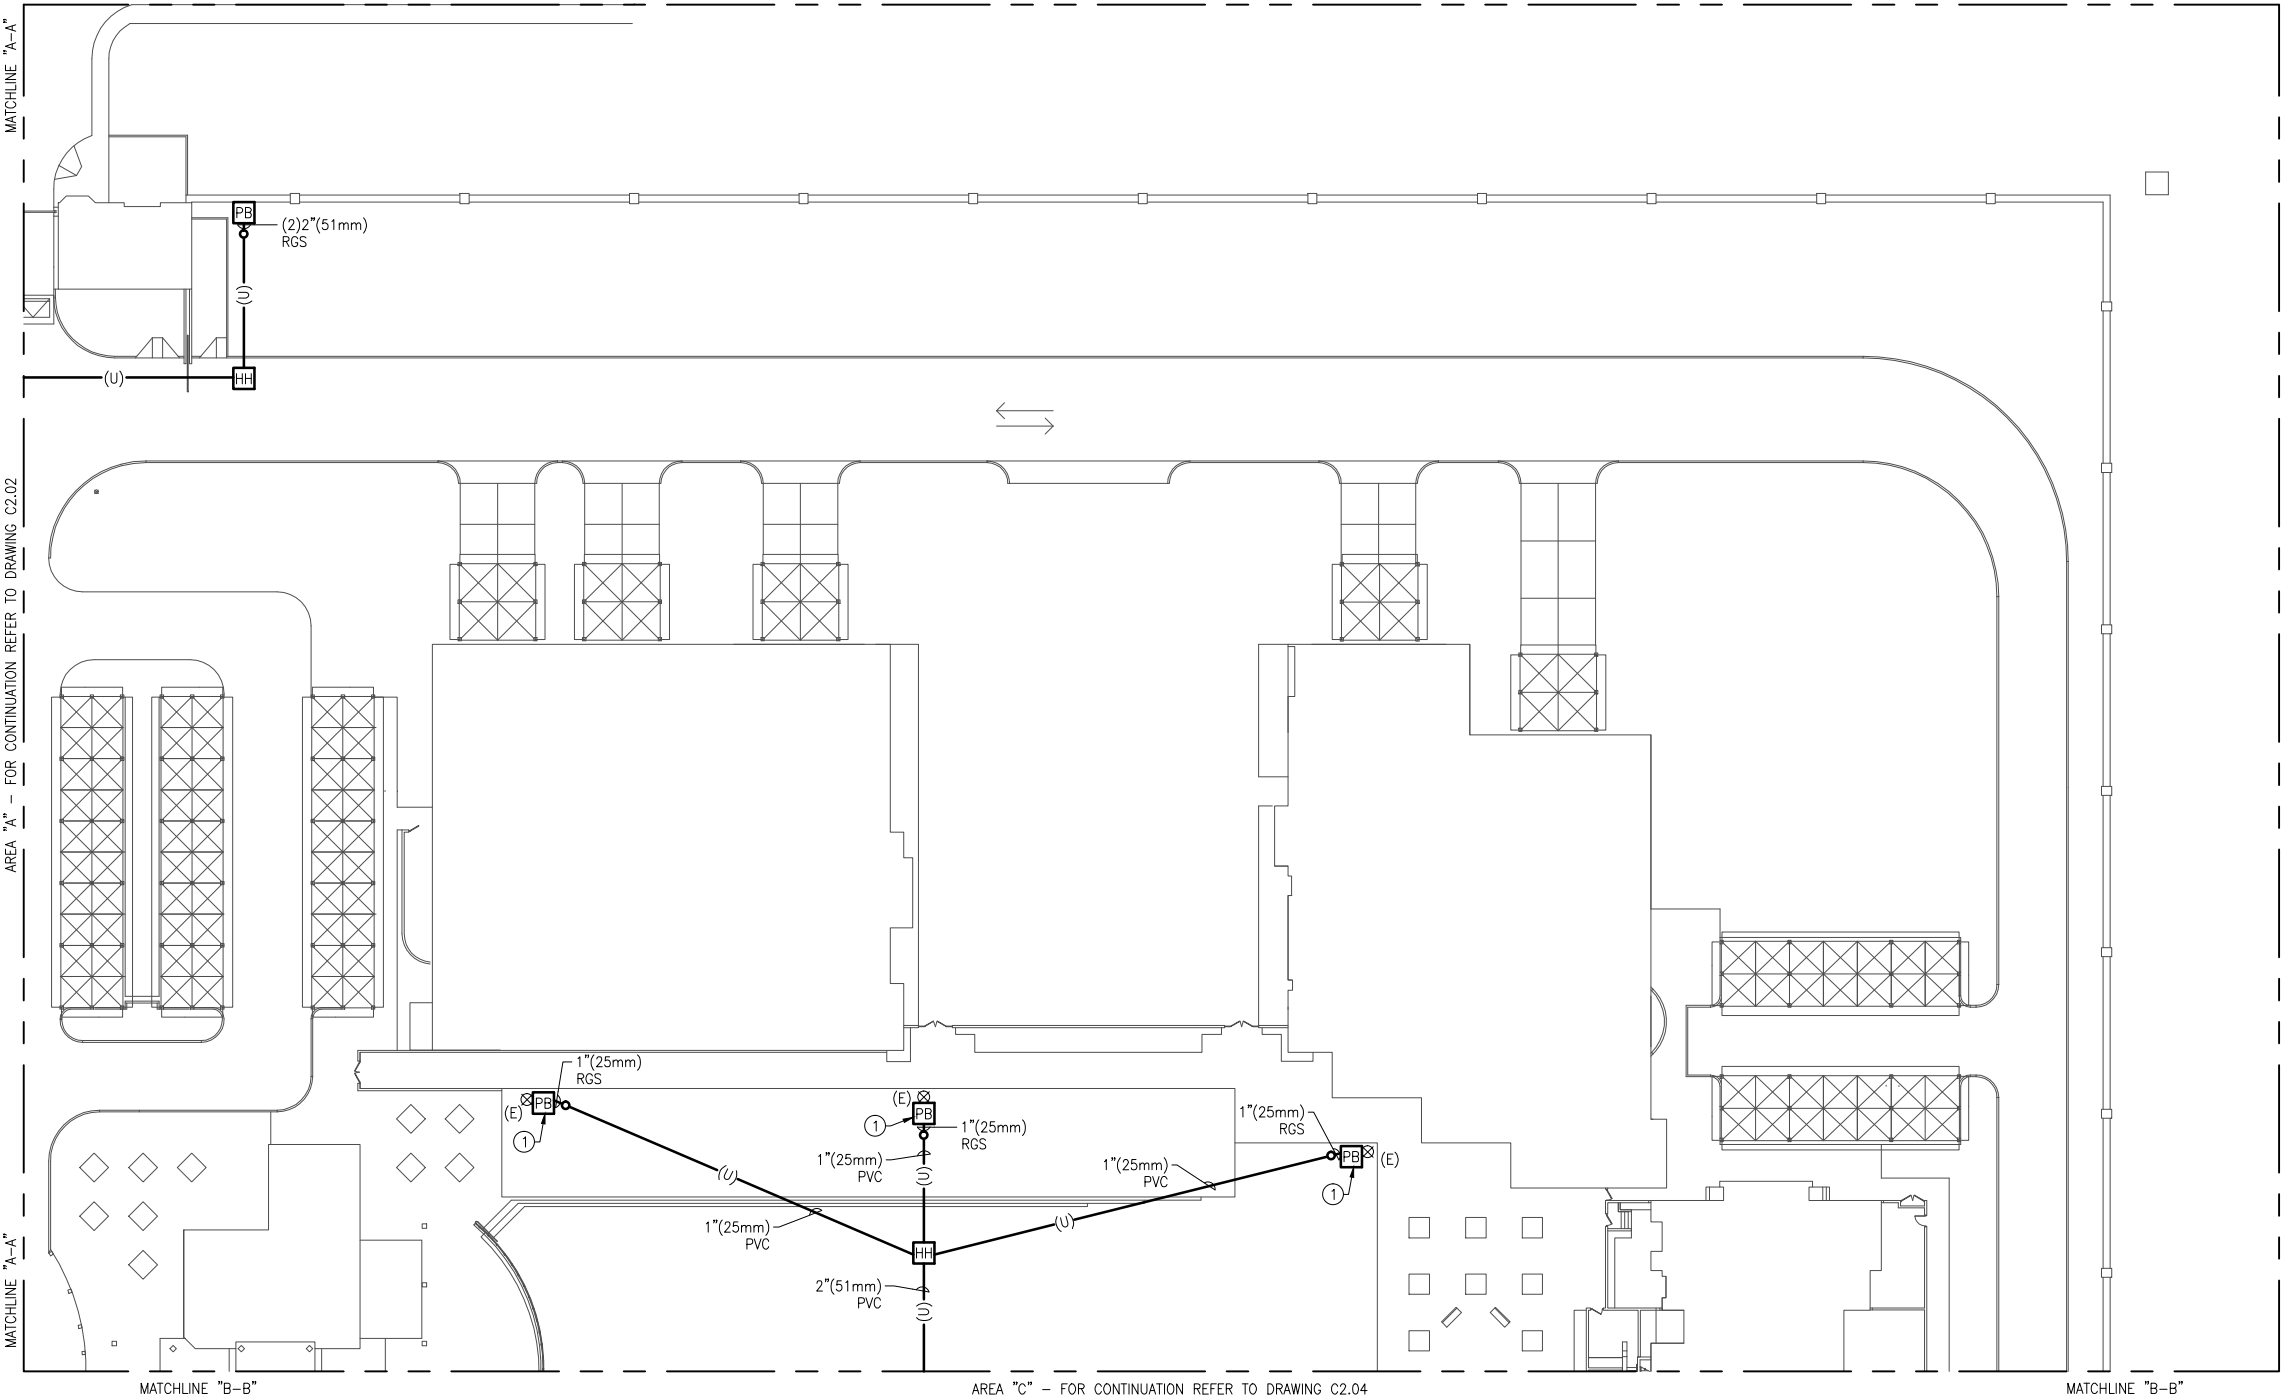 MATCHLINE "A-A"
PB
(2)2"(51mm)
RGS
(U)
(U)
HH
AREA "A" - FOR CONTINUATION REFER TO DRAWING C2.02
1"(25mm)
RGS
(E)
PB
1
(E)
PB
1
1"(25mm)
RGS
1"(25mm)
RGS
PB
(E)
1
1"(25mm)
PVC
(U)
(U)
1"(25mm)
PVC
1"(25mm)
PVC
(U)
HH
2"(51mm)
PVC
(U)
MATCHLINE "A-A"
MATCHLINE "B-B"
AREA "C" - FOR CONTINUATION REFER TO DRAWING C2.04
MATCHLINE "B-B"